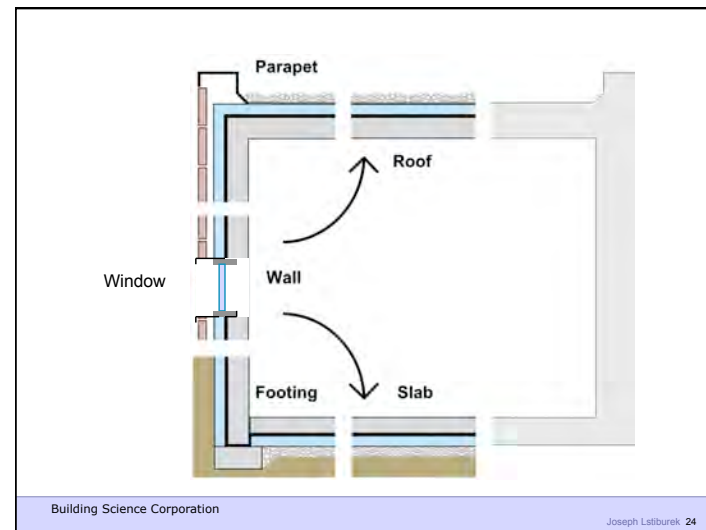 Parapet
Roof
Window
Wall
Footing Slab
Building Science Corporation
Joseph Lstiburek 24